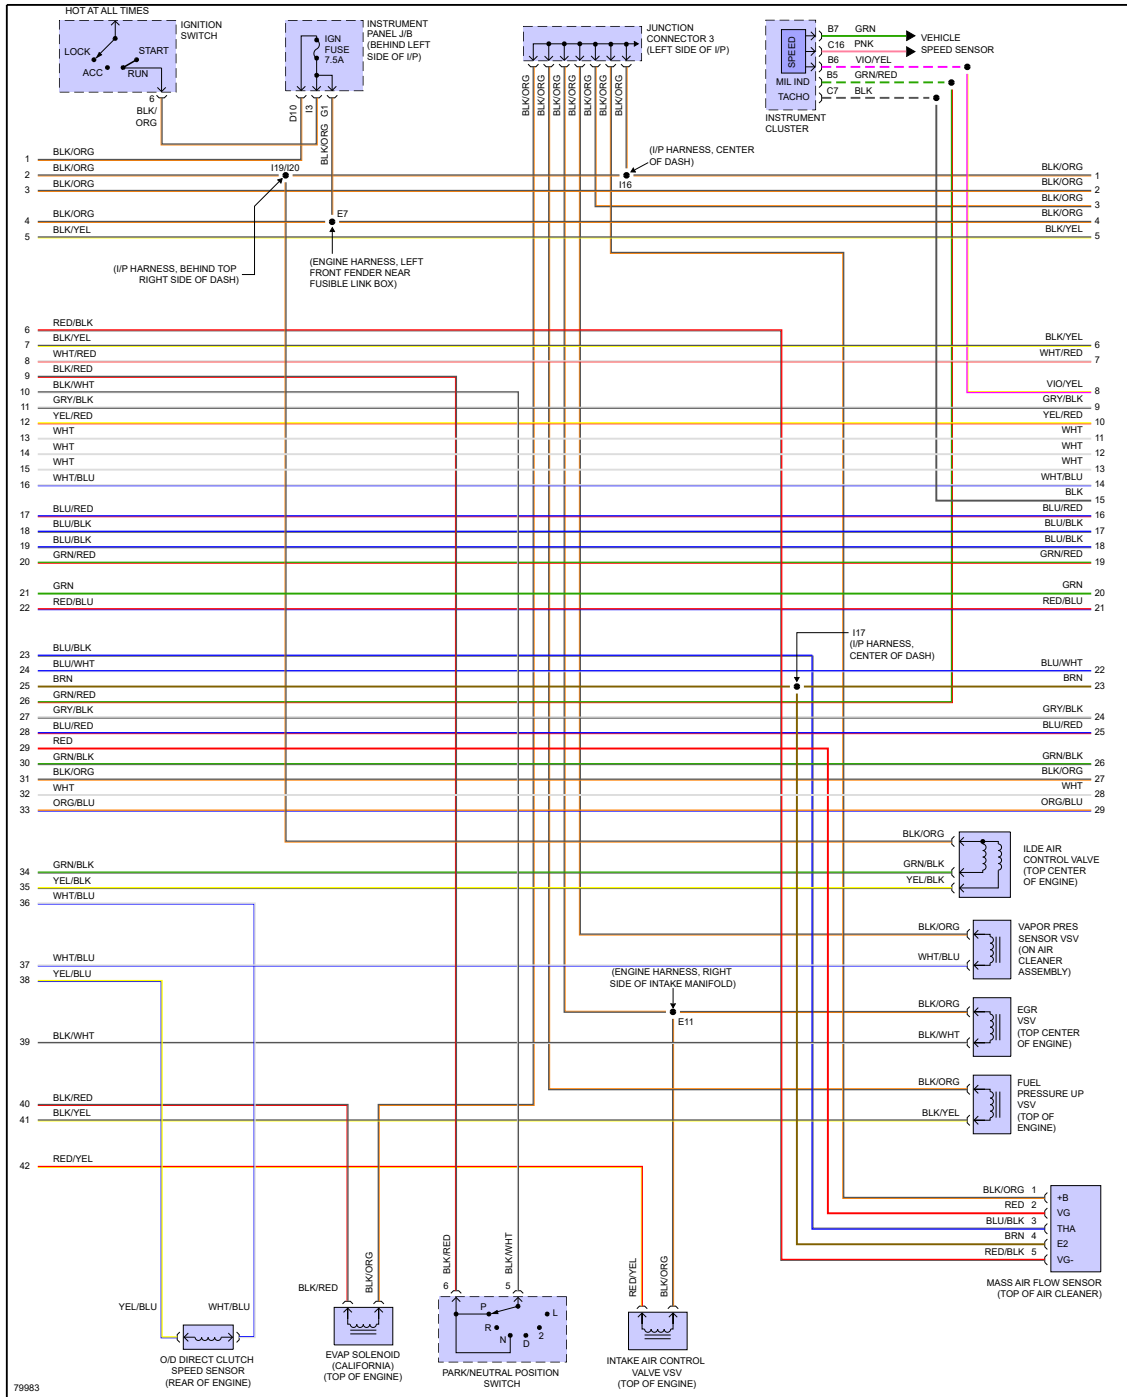 HOT AT ALL TIMES
IGNITION
SWITCH
LOCK
START
ACC
RUN
6
BLK/
ORG
INSTRUMENT
PANEL J/B
(BEHIND LEFT
SIDE OF I/P)
IGN
FUSE
7.5A
D10
I3
G1
BLK/ORG
JUNCTION
CONNECTOR 3
(LEFT SIDE OF I/P)
BLK/ORG
BLK/ORG
BLK/ORG
BLK/ORG
BLK/ORG
BLK/ORG
BLK/ORG
SPEED
MIL IND
TACHO
INSTRUMENT
CLUSTER
B7 GRN
C16 PNK
B6 VIO/YEL
B5 GRN/RED
C7 BLK
VEHICLE
SPEED SENSOR
(I/P HARNESS, CENTER
OF DASH)
I19/I20
I16
E7
(I/P HARNESS, BEHIND TOP
RIGHT SIDE OF DASH)
(ENGINE HARNESS, LEFT
FRONT FENDER NEAR
FUSIBLE LINK BOX)
1 BLK/ORG
2 BLK/ORG
3 BLK/ORG
4 BLK/ORG
5 BLK/YEL
6 RED/BLK
7 BLK/YEL
8 WHT/RED
9 BLK/RED
10 BLK/WHT
11 GRY/BLK
12 YEL/RED
13 WHT
14 WHT
15 WHT
16 WHT/BLU
17 BLU/RED
18 BLU/BLK
19 BLU/BLK
20 GRN/RED
21 GRN
22 RED/BLU
23 BLU/BLK
24 BLU/WHT
25 BRN
26 GRN/RED
27 GRY/BLK
28 BLU/RED
29 RED
30 GRN/BLK
31 BLK/ORG
32 WHT
33 ORG/BLU
34 GRN/BLK
35 YEL/BLK
36 WHT/BLU
37 WHT/BLU
38 YEL/BLU
39 BLK/WHT
40 BLK/RED
41 BLK/YEL
42 RED/YEL
BLK/ORG 1
BLK/ORG 2
BLK/ORG 3
BLK/ORG 4
BLK/YEL 5
BLK/YEL 6
WHT/RED 7
VIO/YEL 8
GRY/BLK 9
YEL/RED 10
WHT 11
WHT 12
WHT 13
WHT/BLU 14
BLK 15
BLU/RED 16
BLU/BLK 17
BLU/BLK 18
GRN/RED 19
GRN 20
RED/BLU 21
I17
(I/P HARNESS,
CENTER OF DASH)
BLU/WHT 22
BRN 23
GRY/BLK 24
BLU/RED 25
GRN/BLK 26
BLK/ORG 27
WHT 28
ORG/BLU 29
BLK/ORG
GRN/BLK
YEL/BLK
ILDE AIR
CONTROL VALVE
(TOP CENTER
OF ENGINE)
BLK/ORG
WHT/BLU
VAPOR PRES
SENSOR VSV
(ON AIR
CLEANER
ASSEMBLY)
(ENGINE HARNESS, RIGHT
SIDE OF INTAKE MANIFOLD)
E11
BLK/ORG
BLK/WHT
EGR
VSV
(TOP CENTER
OF ENGINE)
BLK/ORG
BLK/YEL
FUEL
PRESSURE UP
VSV
(TOP OF
ENGINE)
BLK/ORG 1 +B
RED 2 VG
BLU/BLK 3 THA
BRN 4 E2
RED/BLK 5 VG-
MASS AIR FLOW SENSOR
(TOP OF AIR CLEANER)
YEL/BLU
WHT/BLU
O/D DIRECT CLUTCH
SPEED SENSOR
(REAR OF ENGINE)
BLK/RED
BLK/ORG
EVAP SOLENOID
(CALIFORNIA)
(TOP OF ENGINE)
BLK/RED
BLK/WHT
6
5
P
R
N
D
2
L
PARK/NEUTRAL POSITION
SWITCH
RED/YEL
BLK/ORG
INTAKE AIR CONTROL
VALVE VSV
(TOP OF ENGINE)
79983